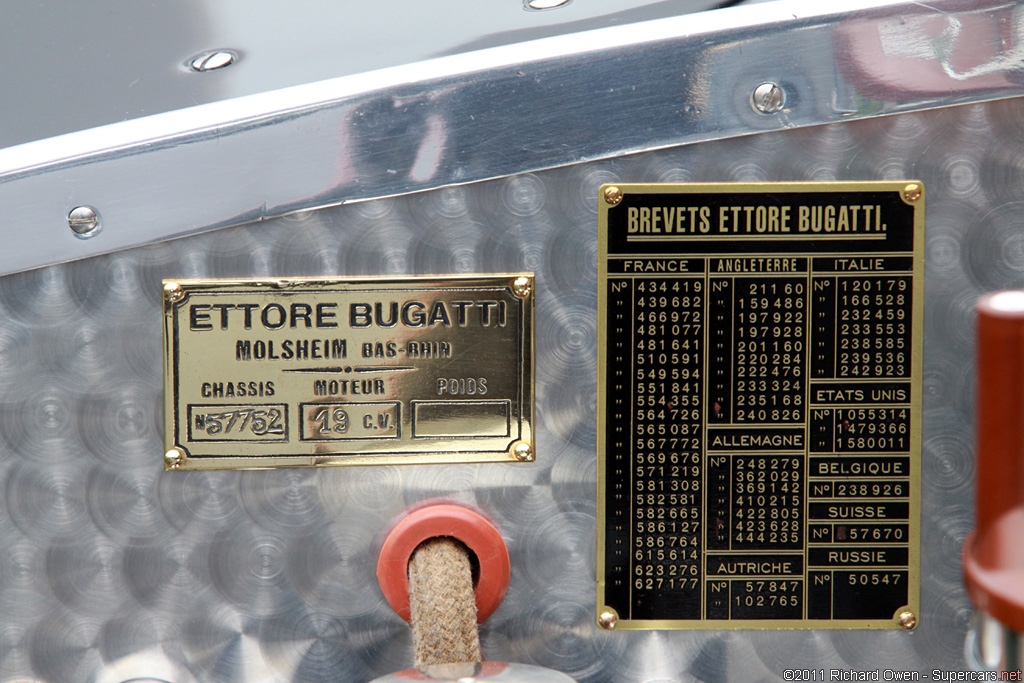 ETTORE BUGATTI
MOLSHEIM BAS-RHIN
CHASSIS MOTEUR POIDS
N°57752 19 C.V.
BREVETS ETTORE BUGATTI.
FRANCE
N° 434419
" 439682
" 466972
" 481077
" 481641
" 510591
" 549594
" 551841
" 554355
" 564726
" 565087
" 567772
" 569676
" 571219
" 581308
" 582581
" 582665
" 586127
" 586764
" 615614
" 623276
" 627177
ANGLETERRE
N° 21160
" 159486
" 197922
" 197928
" 201160
" 220284
" 222476
" 233324
" 235168
" 240826
ALLEMAGNE
N° 248279
" 362029
" 369142
" 410215
" 422805
" 423628
" 444235
AUTRICHE
N° 57847
" 102765
ITALIE
N° 120179
" 166528
" 232459
" 233553
" 238585
" 239536
" 242923
ETATS UNIS
N° 1055314
" 1479366
" 1580011
BELGIQUE
N° 238926
SUISSE
N° 57670
RUSSIE
N° 50547
©2011 Richard Owen - Supercars.net